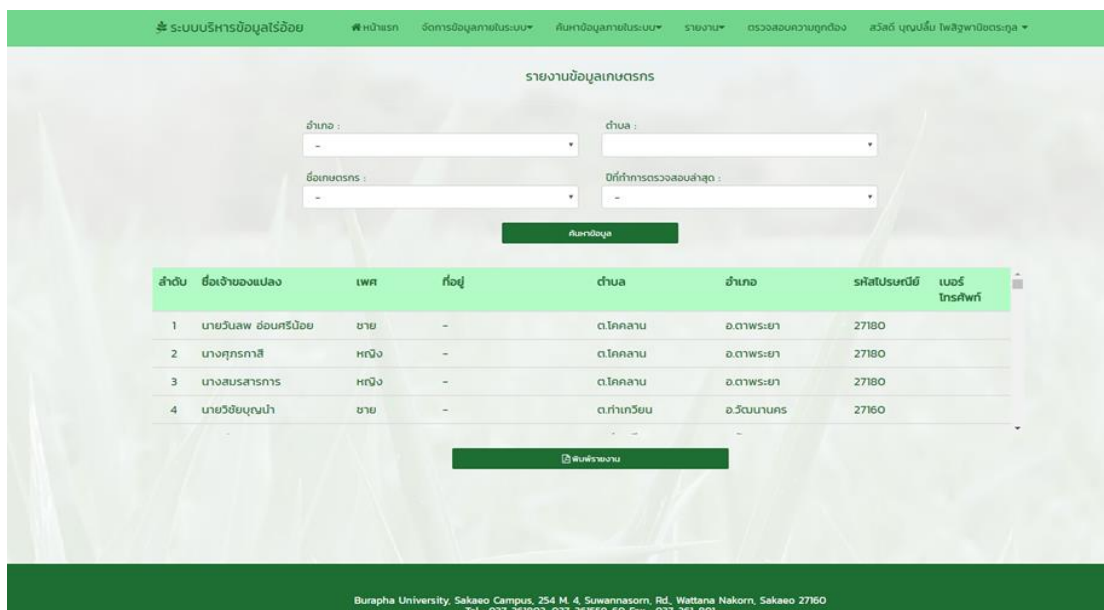 ระบบบริหารข้อมูลไร่อ้อย หน้าแรก จัดการข้อมูลภายในระบบ ค้นหาข้อมูลภายในระบบ รายงาน ตรวจสอบความถูกต้อง สวัสดี บุญปลื้ม โพสิฐพานิชตระกูล
รายงานข้อมูลเกษตรกร
อำเภอ : ตำบล :
-
ชื่อเกษตรกร : ปีที่ทำการตรวจสอบล่าสุด :
- -
ค้นหาข้อมูล
ลำดับ ชื่อเจ้าของแปลง เพศ ที่อยู่ ตำบล อำเภอ รหัสไปรษณีย์ เบอร์
โทรศัพท์
1 นายวันลพ อ่อนศรีน้อย ชาย - ต.โคคลาน อ.ตาพระยา 27180
2 นางศุภรกาสี หญิง - ต.โคคลาน อ.ตาพระยา 27180
3 นางสมรสารการ หญิง - ต.โคคลาน อ.ตาพระยา 27180
4 นายวิชัยบุญนำ ชาย - ต.ท่าเกวียน อ.วัฒนานคร 27160
พิมพ์รายงาน
Burapha University, Sakaeo Campus, 254 M. 4, Suwannasorn, Rd., Wattana Nakorn, Sakaeo 27160